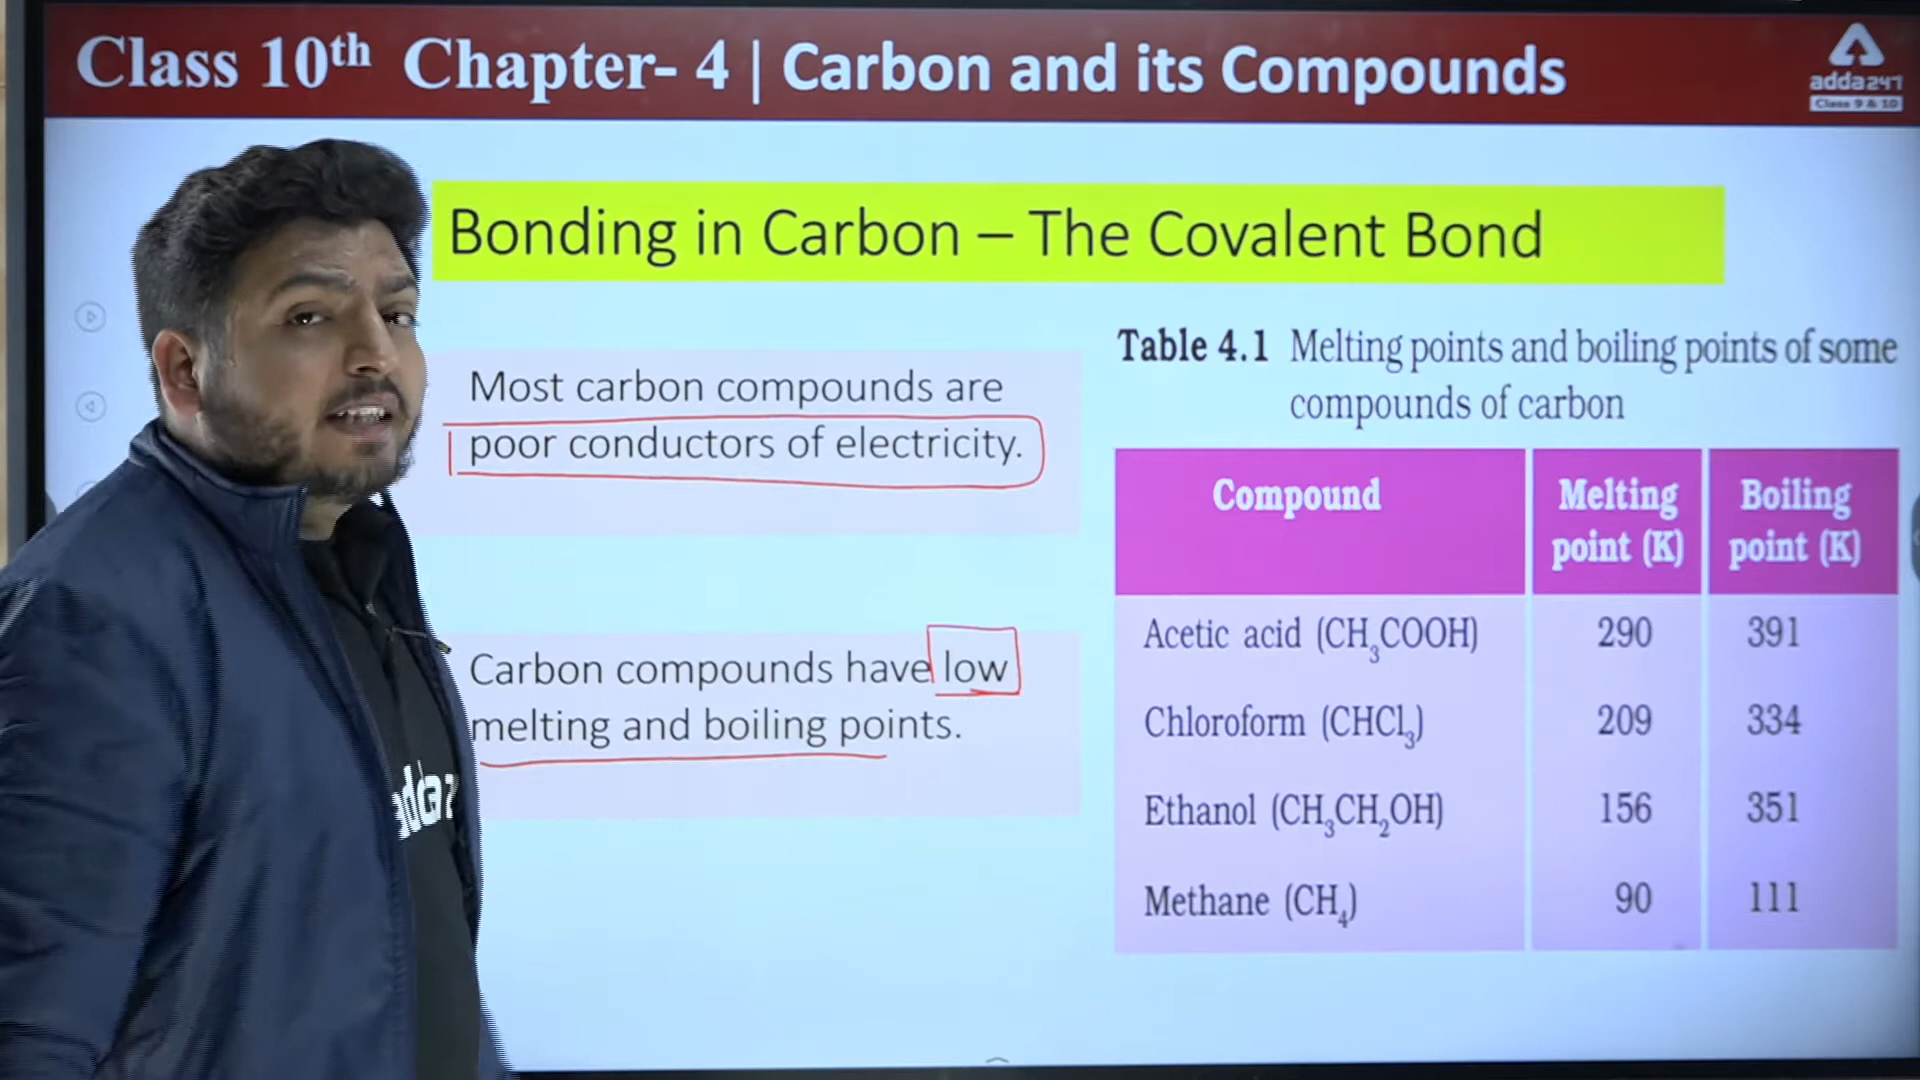 Class 10th Chapter- 4 | Carbon and its Compounds
adda247
Class 9 & 10
Bonding in Carbon – The Covalent Bond
Most carbon compounds are
poor conductors of electricity.
Carbon compounds have low
melting and boiling points.
Table 4.1 Melting points and boiling points of some
compounds of carbon
Compound Melting point (K) Boiling point (K)
Acetic acid (CH₃COOH) 290 391
Chloroform (CHCl₃) 209 334
Ethanol (CH₃CH₂OH) 156 351
Methane (CH₄) 90 111